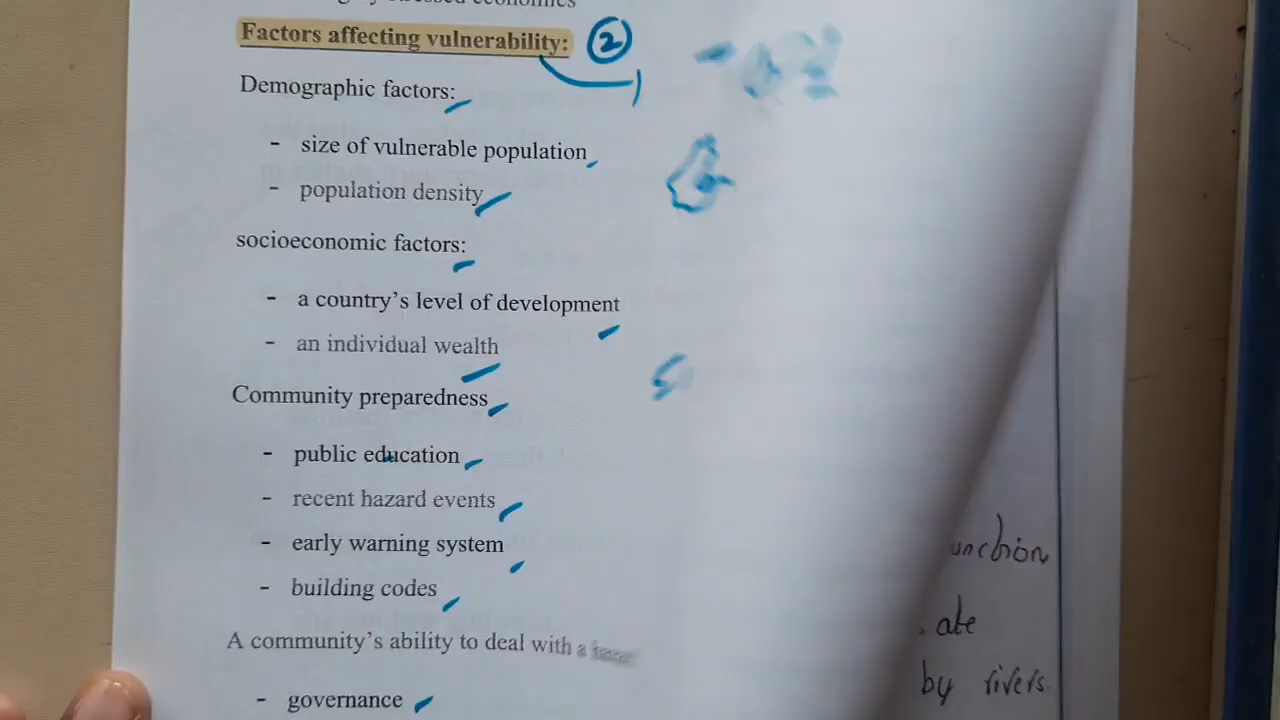 Factors affecting vulnerability: 2
Demographic factors:
- size of vulnerable population
- population density
socioeconomic factors:
- a country's level of development
- an individual wealth
Community preparedness
- public education
- recent hazard events
- early warning system
- building codes
A community's ability to deal with a
- governance
unction
ate
by rivers.